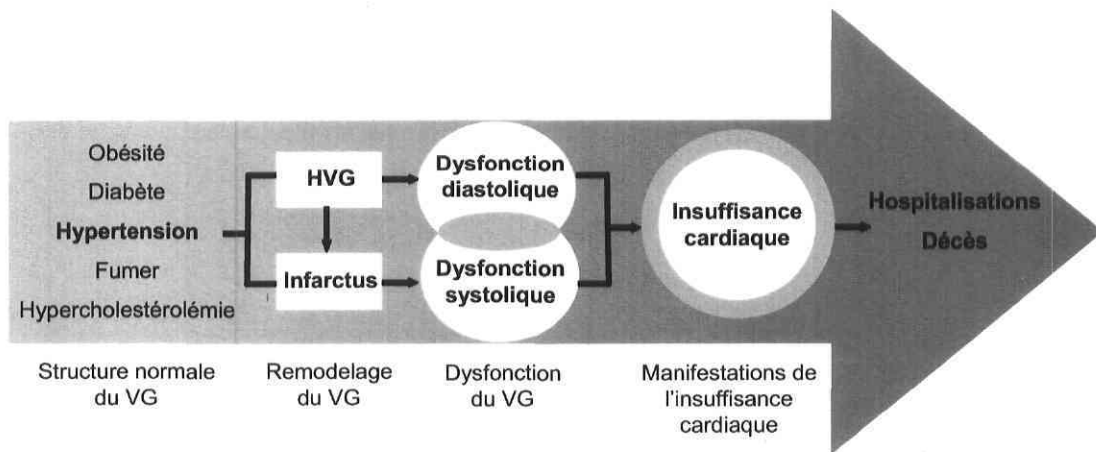 Obésité
Diabète
Hypertension
Fumer
Hypercholestérolémie
HVG
Infarctus
Dysfonction
diastolique
Dysfonction
systolique
Insuffisance
cardiaque
Hospitalisations
Décès
Structure normale
du VG
Remodelage
du VG
Dysfonction
du VG
Manifestations de
l'insuffisance
cardiaque